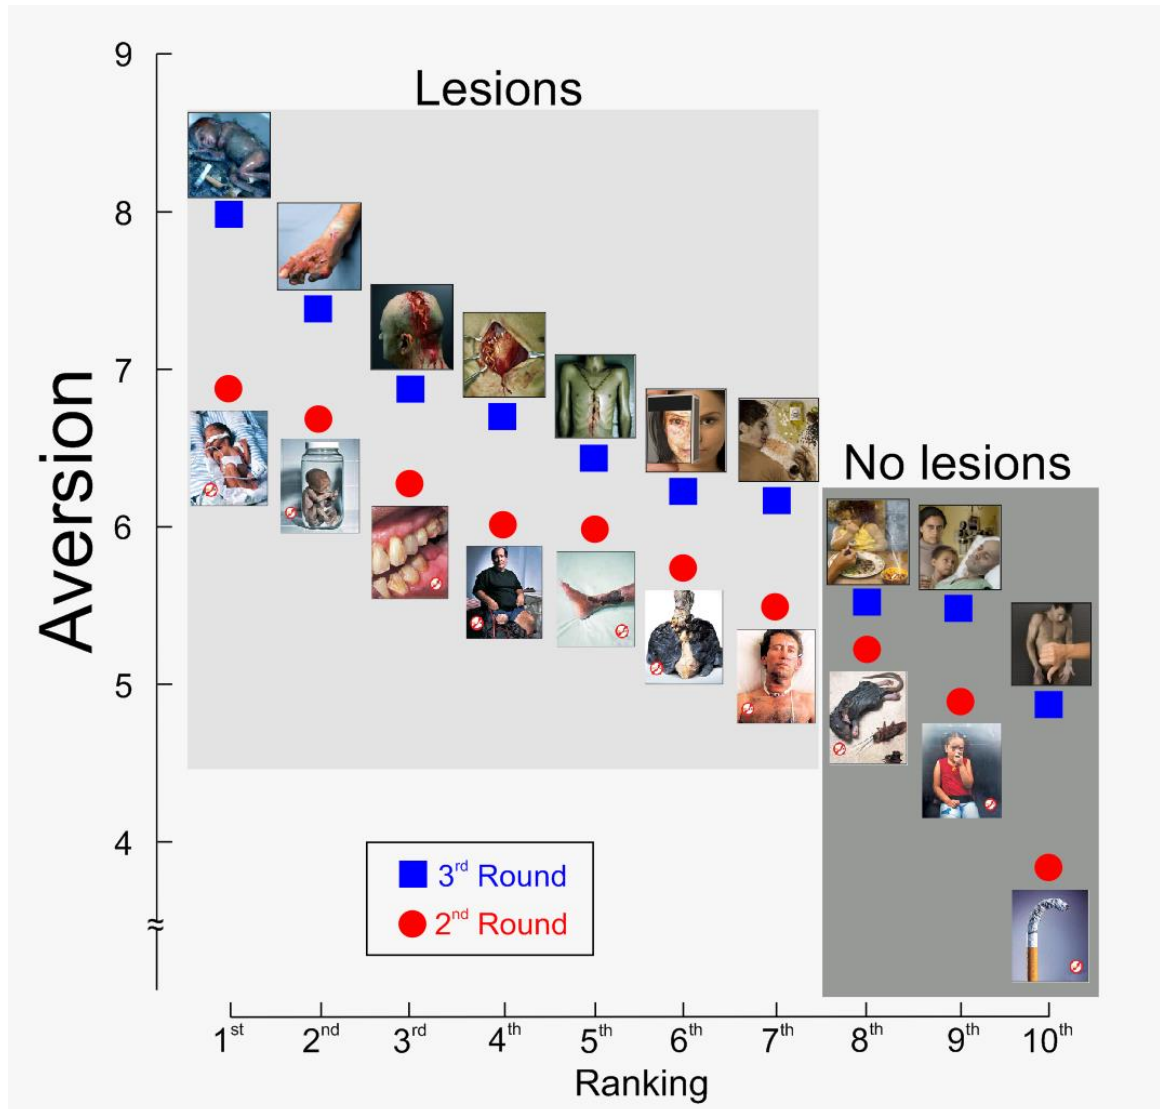 9
Lesions
8
7
No lesions
6
5
4
Aversion
3rd Round
2nd Round
≈
1st 2nd 3rd 4th 5th 6th 7th 8th 9th 10th
Ranking